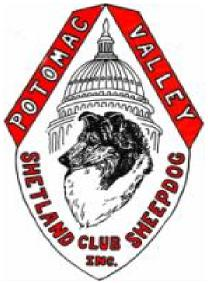 POTOMAC VALLEY
SHETLAND SHEEPDOG
CLUB
INC.